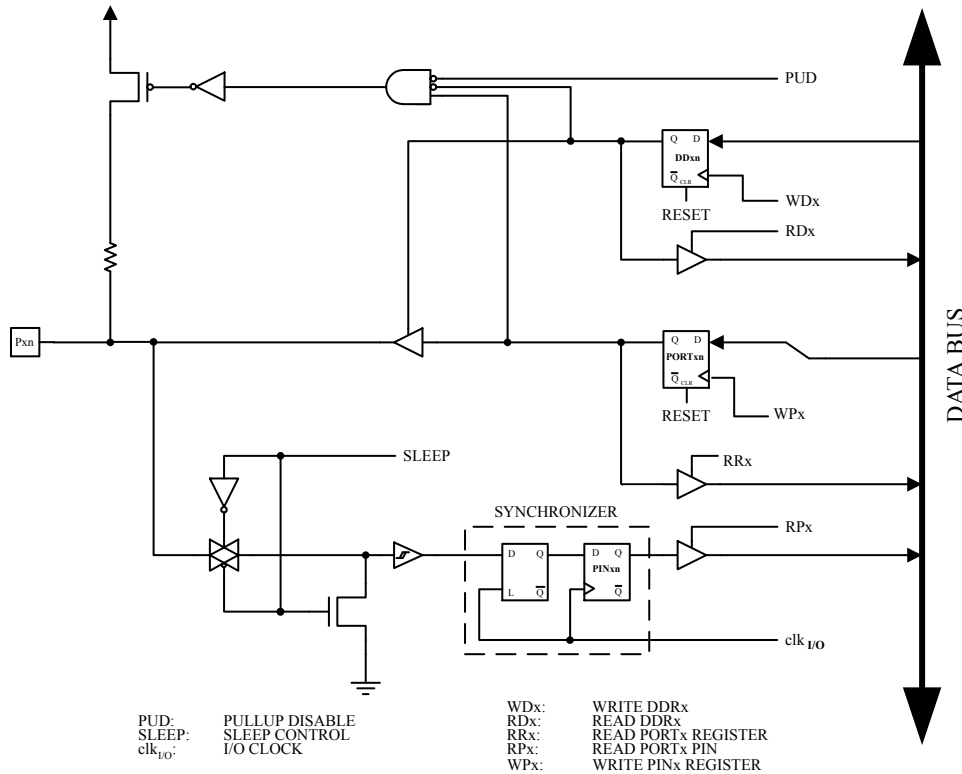 PUD
Q D
DDxn
Q CLR
WDx
RESET
RDx
Pxn
Q D
PORTxn
Q CLR
RESET
WPx
DATA BUS
SLEEP
RRx
SYNCHRONIZER
RPx
D Q
L Q
D Q
PINxn
Q
clk I/O
PUD: PULLUP DISABLE
SLEEP: SLEEP CONTROL
clkI/O: I/O CLOCK
WDx: WRITE DDRx
RDx: READ DDRx
RRx: READ PORTx REGISTER
RPx: READ PORTx PIN
WPx: WRITE PINx REGISTER